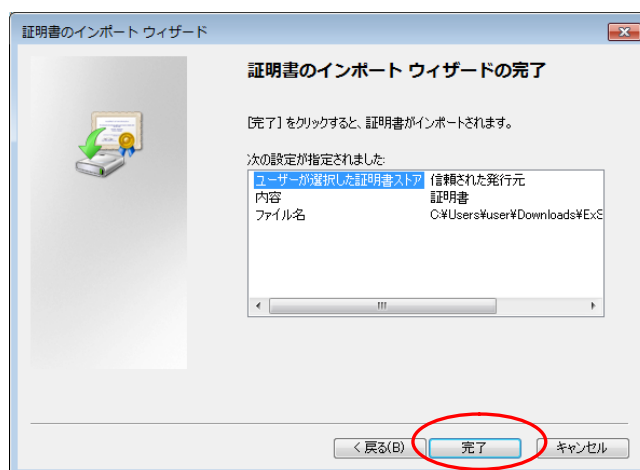 証明書のインポート ウィザード
証明書のインポート ウィザードの完了
[完了] をクリックすると、証明書がインポートされます。
次の設定が指定されました:
ユーザーが選択した証明書ストア 信頼された発行元
内容 証明書
ファイル名 C:¥Users¥user¥Downloads¥ExS
< 戻る(B)
完了
キャンセル